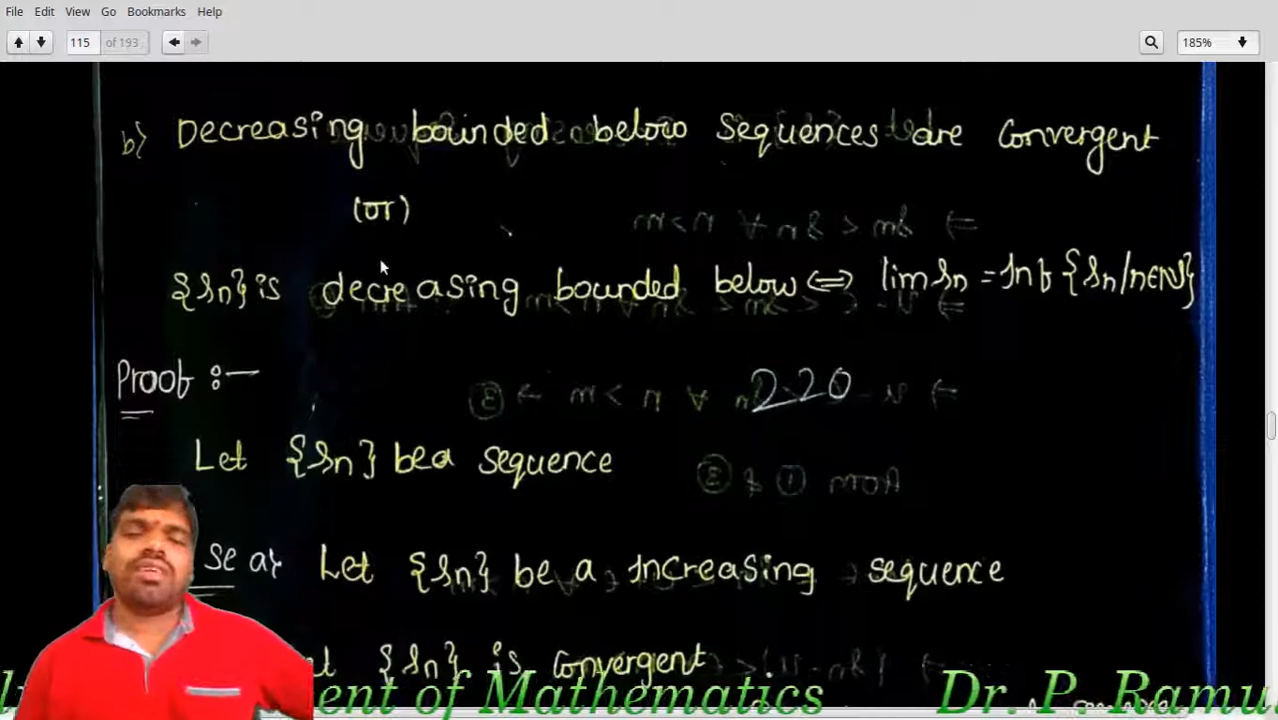 File Edit View Go Bookmarks Help
115 of 193 185%
b) Decreasing bounded below sequences are convergent
(or)
{Sn} is decreasing bounded below ⇔ lim Sn = Inf {Sn/n∈N}
Proof :-
220
Let {Sn} be a sequence
se a: Let {Sn} be a increasing sequence
{Sn} is convergent
ment of Mathematics Dr. P. Ramu